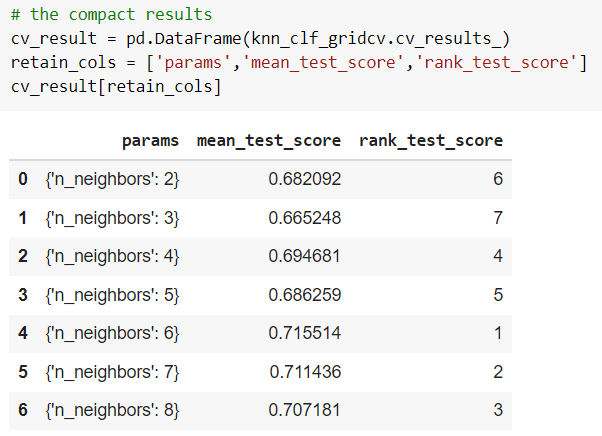 # the compact results
cv_result = pd.DataFrame(knn_clf_gridcv.cv_results_)
retain_cols = ['params','mean_test_score','rank_test_score']
cv_result[retain_cols]
params mean_test_score rank_test_score
0 {'n_neighbors': 2} 0.682092 6
1 {'n_neighbors': 3} 0.665248 7
2 {'n_neighbors': 4} 0.694681 4
3 {'n_neighbors': 5} 0.686259 5
4 {'n_neighbors': 6} 0.715514 1
5 {'n_neighbors': 7} 0.711436 2
6 {'n_neighbors': 8} 0.707181 3